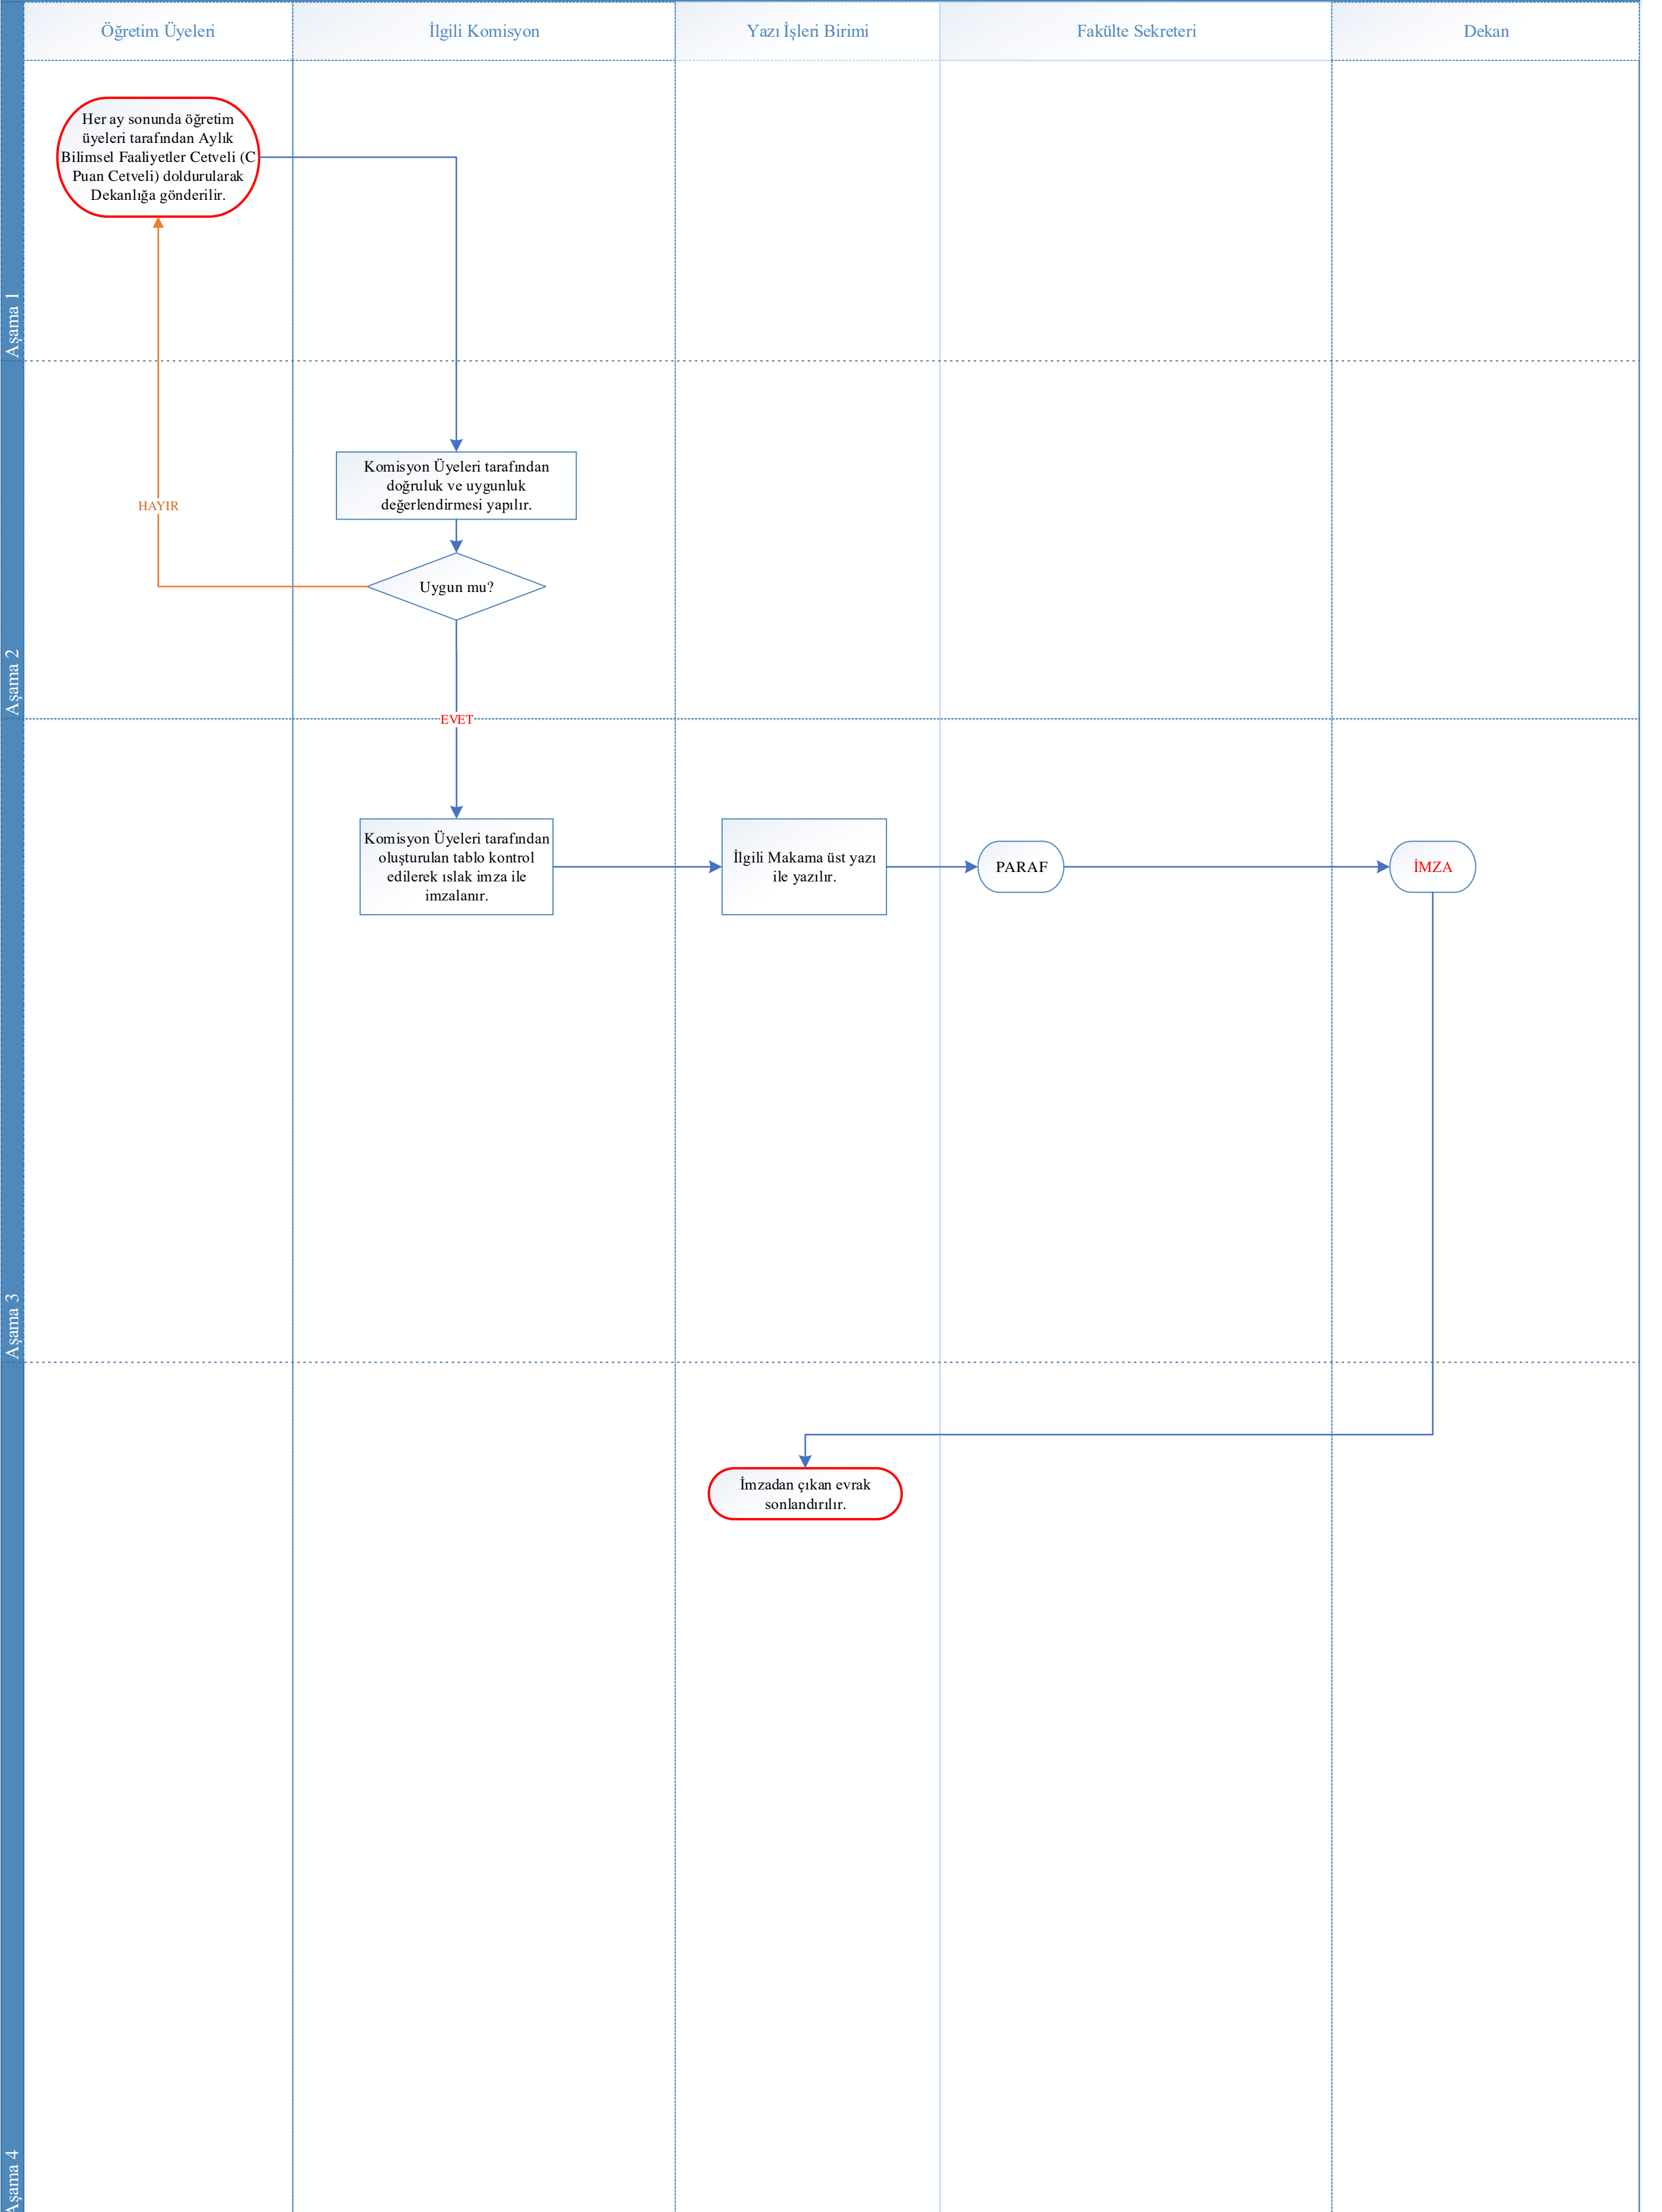 Öğretim Üyeleri
İlgili Komisyon
Yazı İşleri Birimi
Fakülte Sekreteri
Dekan
Her ay sonunda öğretim
üyeleri tarafından Aylık
Bilimsel Faaliyetler Cetveli (C
Puan Cetveli) doldurularak
Dekanlığa gönderilir.
Aşama 1
Komisyon Üyeleri tarafından
doğruluk ve uygunluk
değerlendirmesi yapılır.
HAYIR
Uygun mu?
Aşama 2
EVET
Komisyon Üyeleri tarafından
oluşturulan tablo kontrol
edilerek ıslak imza ile
imzalanır.
İlgili Makama üst yazı
ile yazılır.
PARAF
İMZA
Aşama 3
İmzadan çıkan evrak
sonlandırılır.
Aşama 4